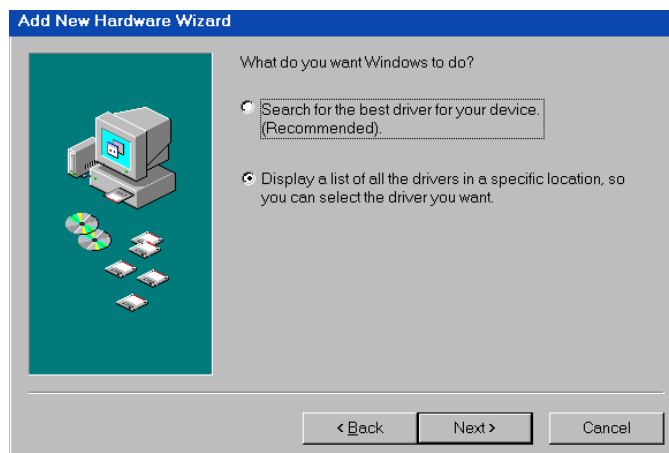 Add New Hardware Wizard
What do you want Windows to do?
Search for the best driver for your device.
(Recommended).
Display a list of all the drivers in a specific location, so
you can select the driver you want.
< Back
Next >
Cancel